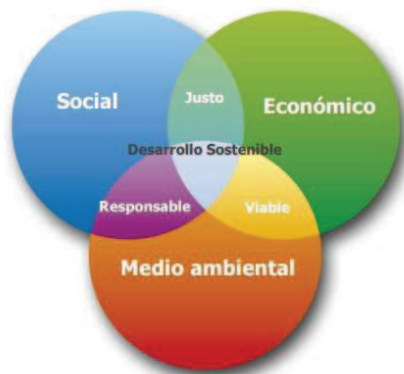 Social
Justo
Económico
Desarrollo Sostenible
Responsable
Viable
Medio ambiental